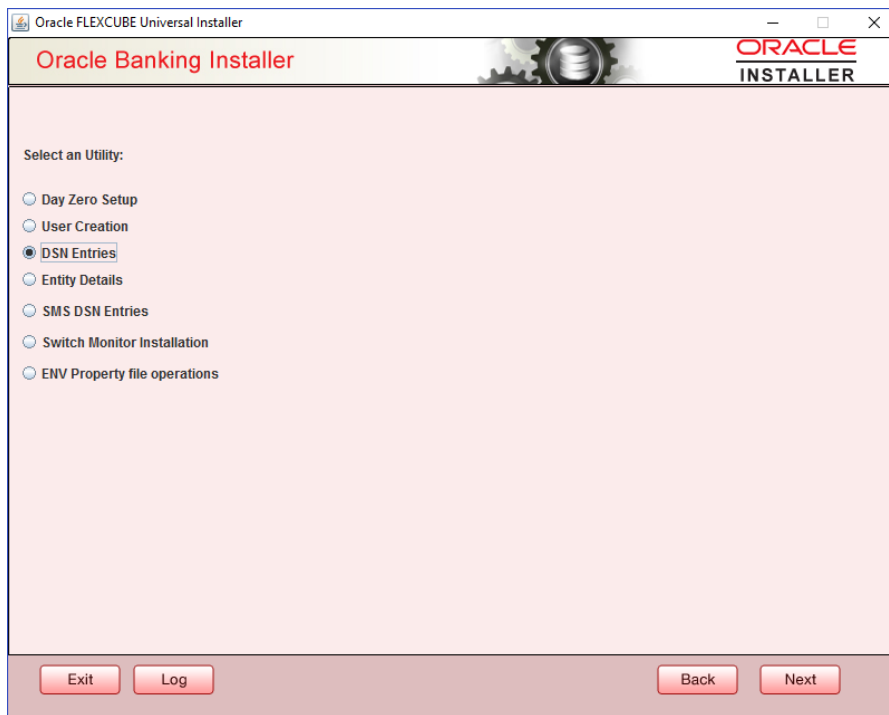 Oracle FLEXCUBE Universal Installer
Oracle Banking Installer
ORACLE
INSTALLER
Select an Utility:
Day Zero Setup
User Creation
DSN Entries
Entity Details
SMS DSN Entries
Switch Monitor Installation
ENV Property file operations
Exit Log Back Next